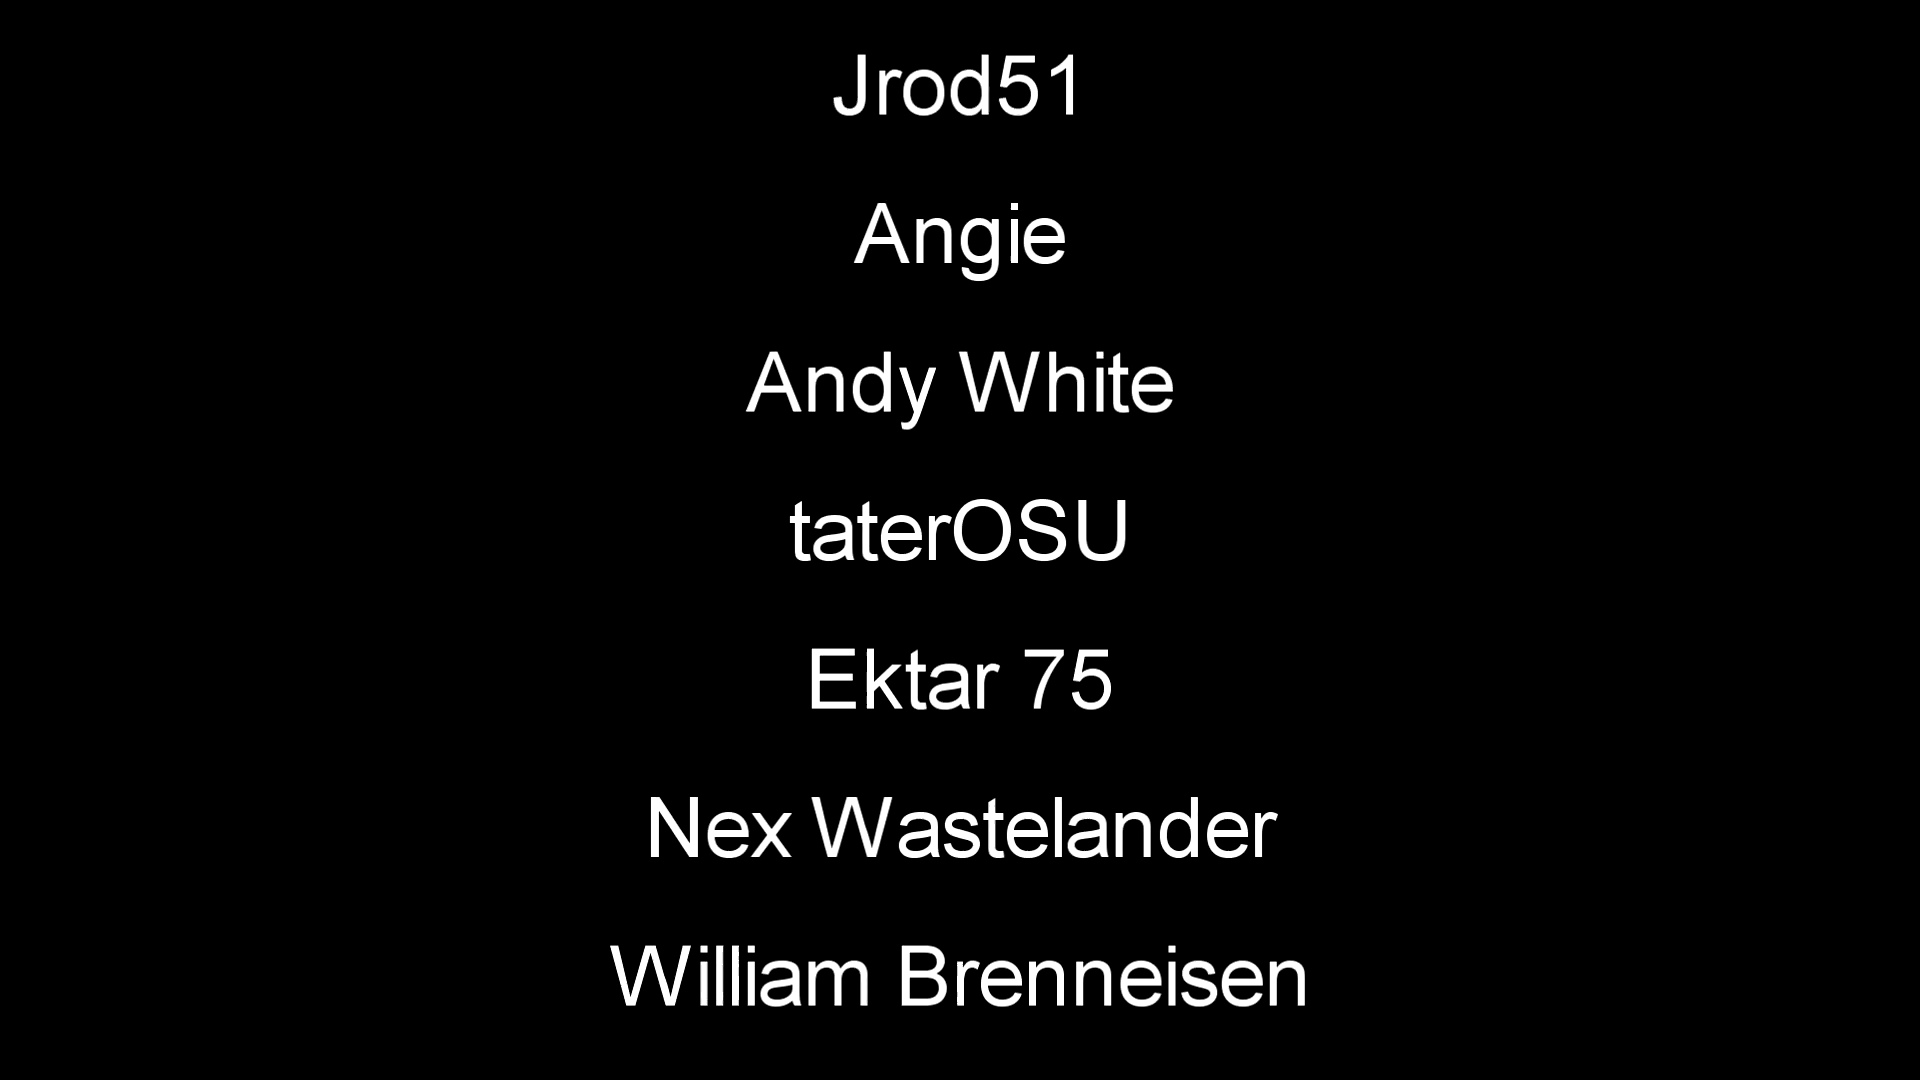 Jrod51
Angie
Andy White
taterOSU
Ektar 75
Nex Wastelander
William Brenneisen